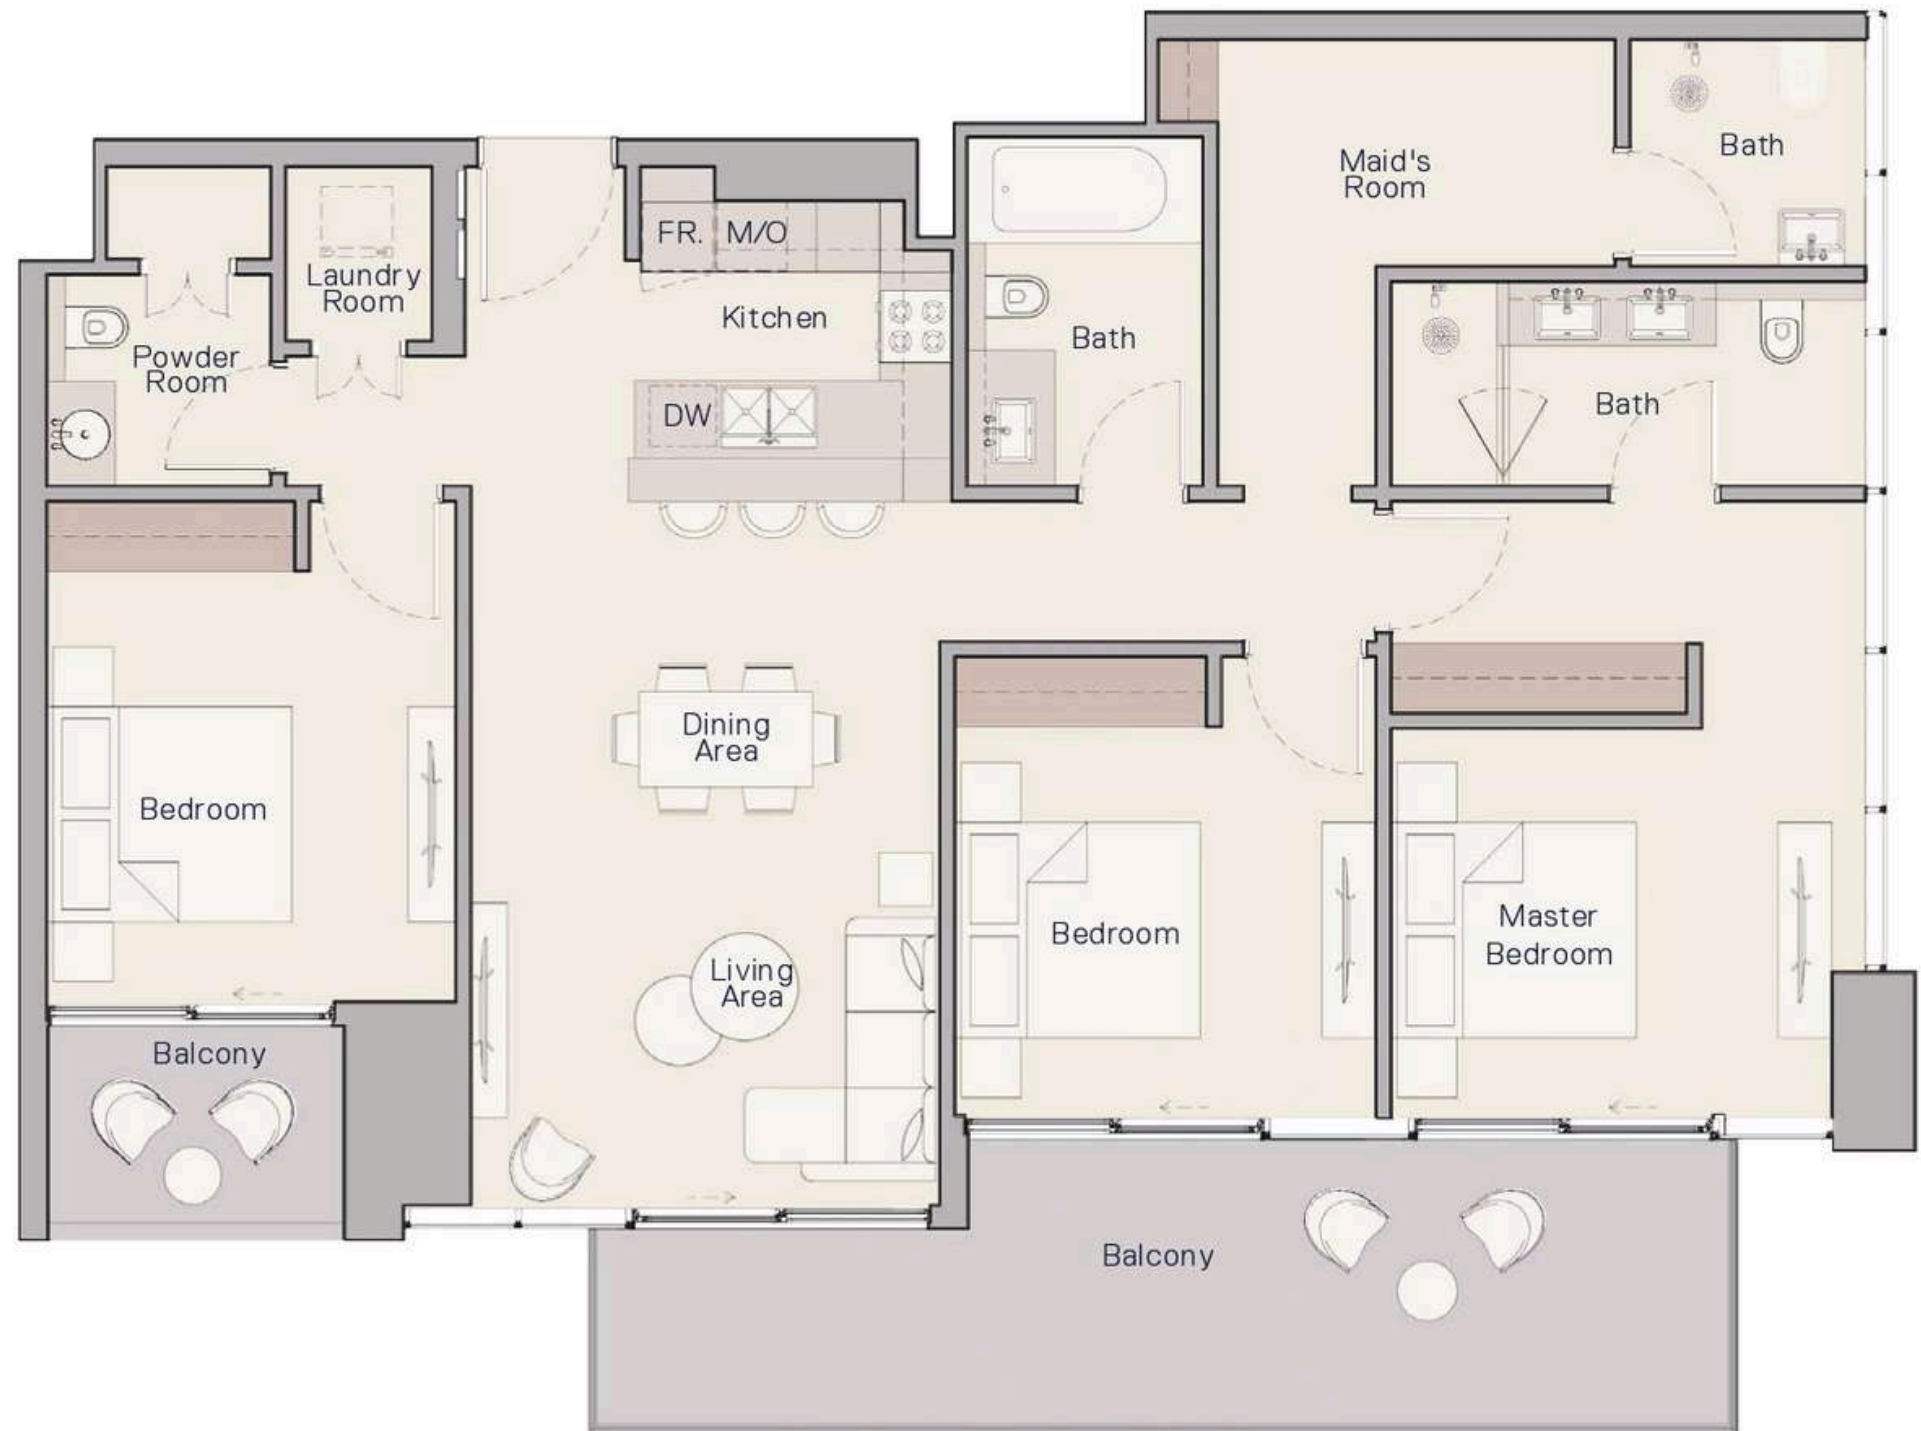 Bath
Maid's
Room
FR. M/O
Laundry
Room
Kitchen
Bath
Powder
Room
DW
Bath
Dining
Area
Bedroom
Bedroom
Master
Bedroom
Living
Area
Balcony
Balcony